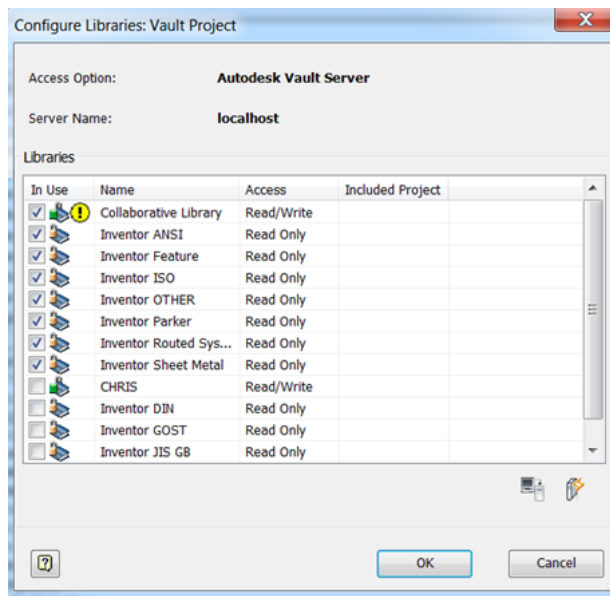 Configure Libraries: Vault Project
Access Option: Autodesk Vault Server
Server Name: localhost
Libraries
In Use Name Access Included Project
Collaborative Library Read/Write
Inventor ANSI Read Only
Inventor Feature Read Only
Inventor ISO Read Only
Inventor OTHER Read Only
Inventor Parker Read Only
Inventor Routed Sys... Read Only
Inventor Sheet Metal Read Only
CHRIS Read/Write
Inventor DIN Read Only
Inventor GOST Read Only
Inventor JIS GB Read Only
OK Cancel